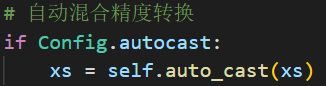 # 自动混合精度转换
if Config.autocast:
    xs = self.auto_cast(xs)